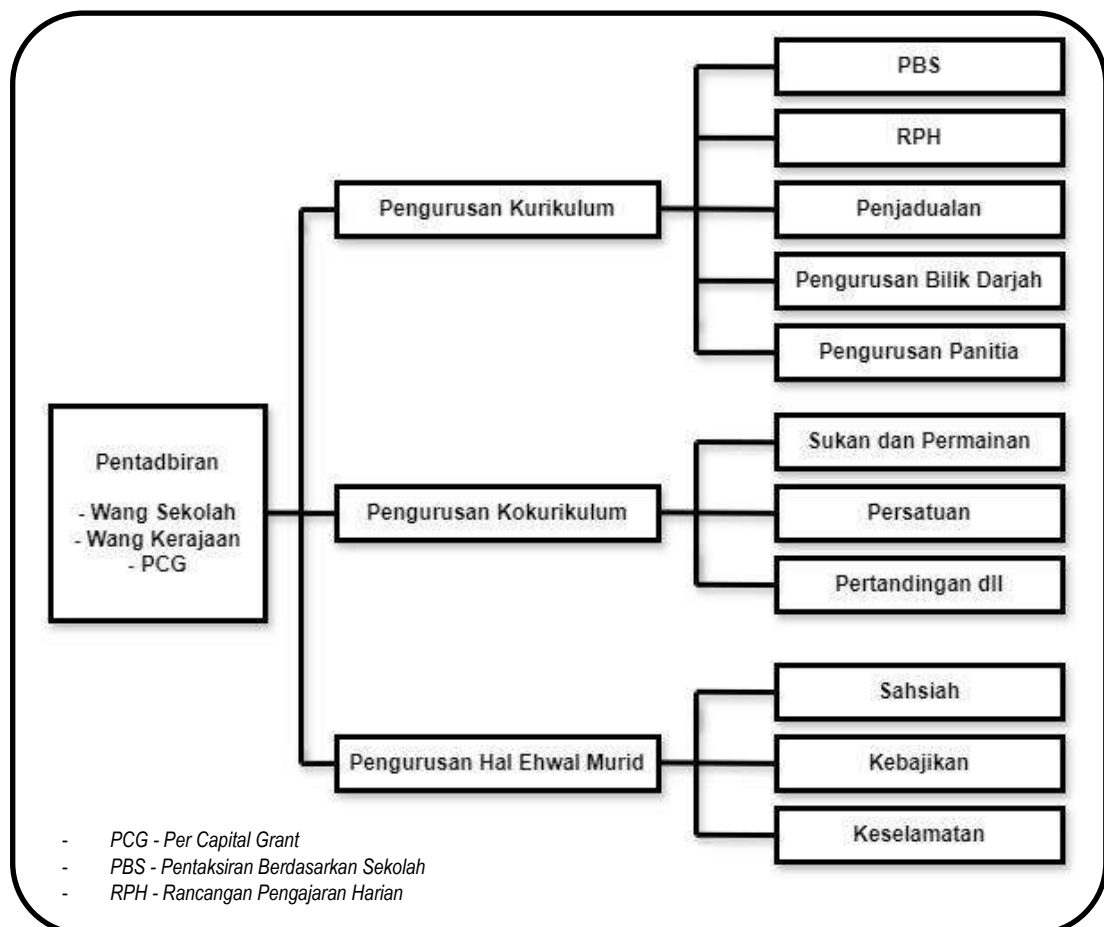 Pentadbiran
- Wang Sekolah
- Wang Kerajaan
- PCG
Pengurusan Kurikulum
PBS
RPH
Penjadualan
Pengurusan Bilik Darjah
Pengurusan Panitia
Pengurusan Kokurikulum
Sukan dan Permainan
Persatuan
Pertandingan dll
Pengurusan Hal Ehwal Murid
Sahsiah
Kebajikan
Keselamatan
- PCG - Per Capital Grant
- PBS - Pentaksiran Berdasarkan Sekolah
- RPH - Rancangan Pengajaran Harian